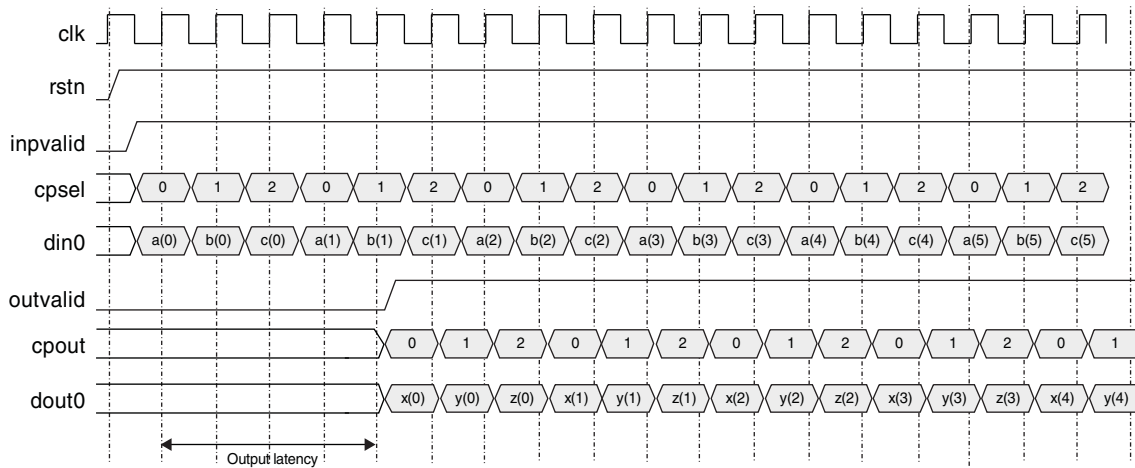 clk
rstn
inpvalid
cpsel 0 1 2 0 1 2 0 1 2 0 1 2 0 1 2 0 1 2
din0 a(0) b(0) c(0) a(1) b(1) c(1) a(2) b(2) c(2) a(3) b(3) c(3) a(4) b(4) c(4) a(5) b(5) c(5)
outvalid
cpout 0 1 2 0 1 2 0 1 2 0 1 2 0 1
dout0 x(0) y(0) z(0) x(1) y(1) z(1) x(2) y(2) z(2) x(3) y(3) z(3) x(4) y(4)
Output latency